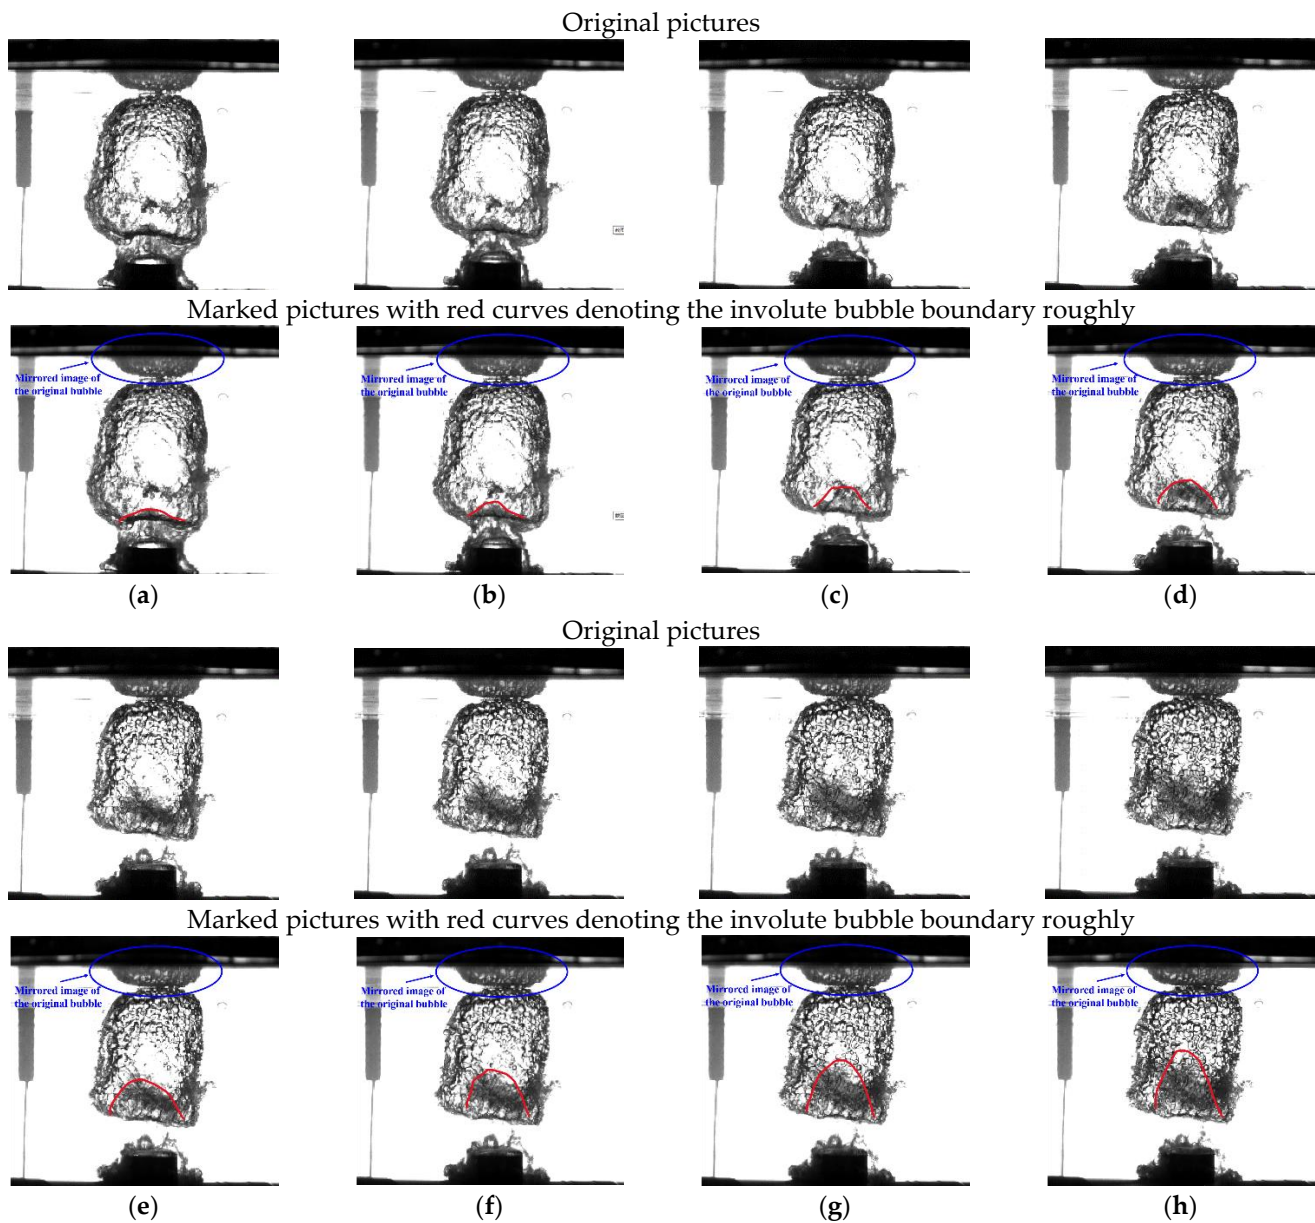 Original pictures
Marked pictures with red curves denoting the involute bubble boundary roughly
Mirrored image of
the original bubble
Mirrored image of
the original bubble
Mirrored image of
the original bubble
Mirrored image of
the original bubble
(a)
(b)
(c)
(d)
Original pictures
Marked pictures with red curves denoting the involute bubble boundary roughly
Mirrored image of
the original bubble
Mirrored image of
the original bubble
Mirrored image of
the original bubble
Mirrored image of
the original bubble
(e)
(f)
(g)
(h)